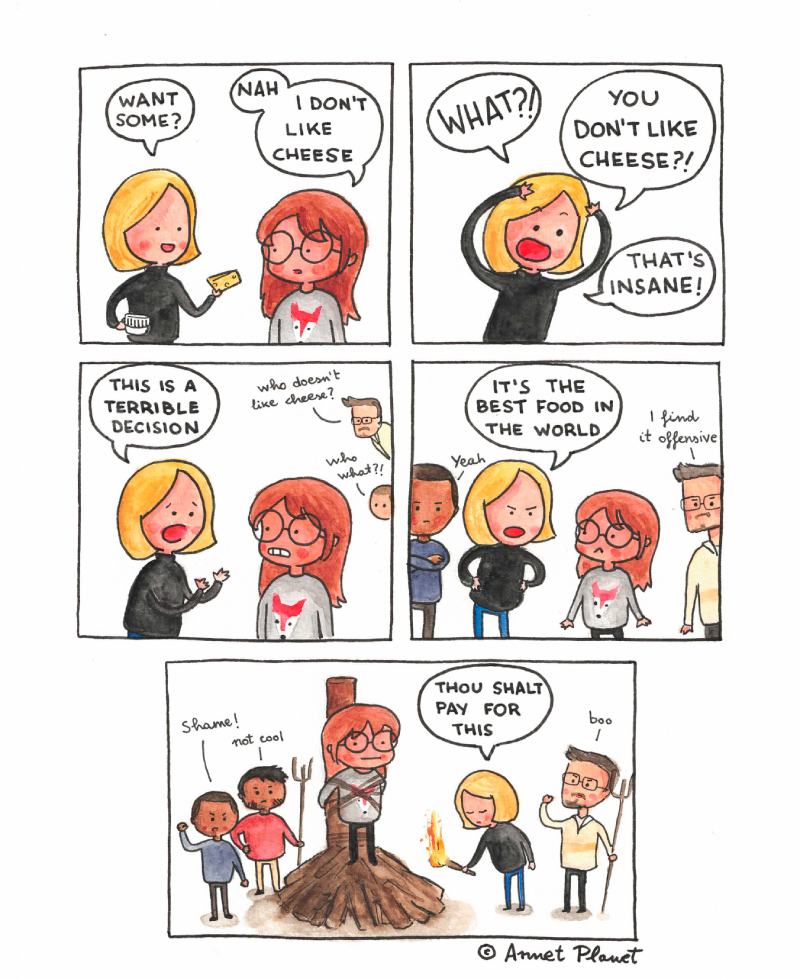 WANT
SOME?
NAH
I DON'T
LIKE
CHEESE
WHAT?!
YOU
DON'T LIKE
CHEESE?!
THAT'S
INSANE!
THIS IS A
TERRIBLE
DECISION
who doesn't
like cheese?
who
what?!
Yeah
IT'S THE
BEST FOOD IN
THE WORLD
I find
it offensive
Shame!
not cool
THOU SHALT
PAY FOR
THIS
boo
© Annet Planet